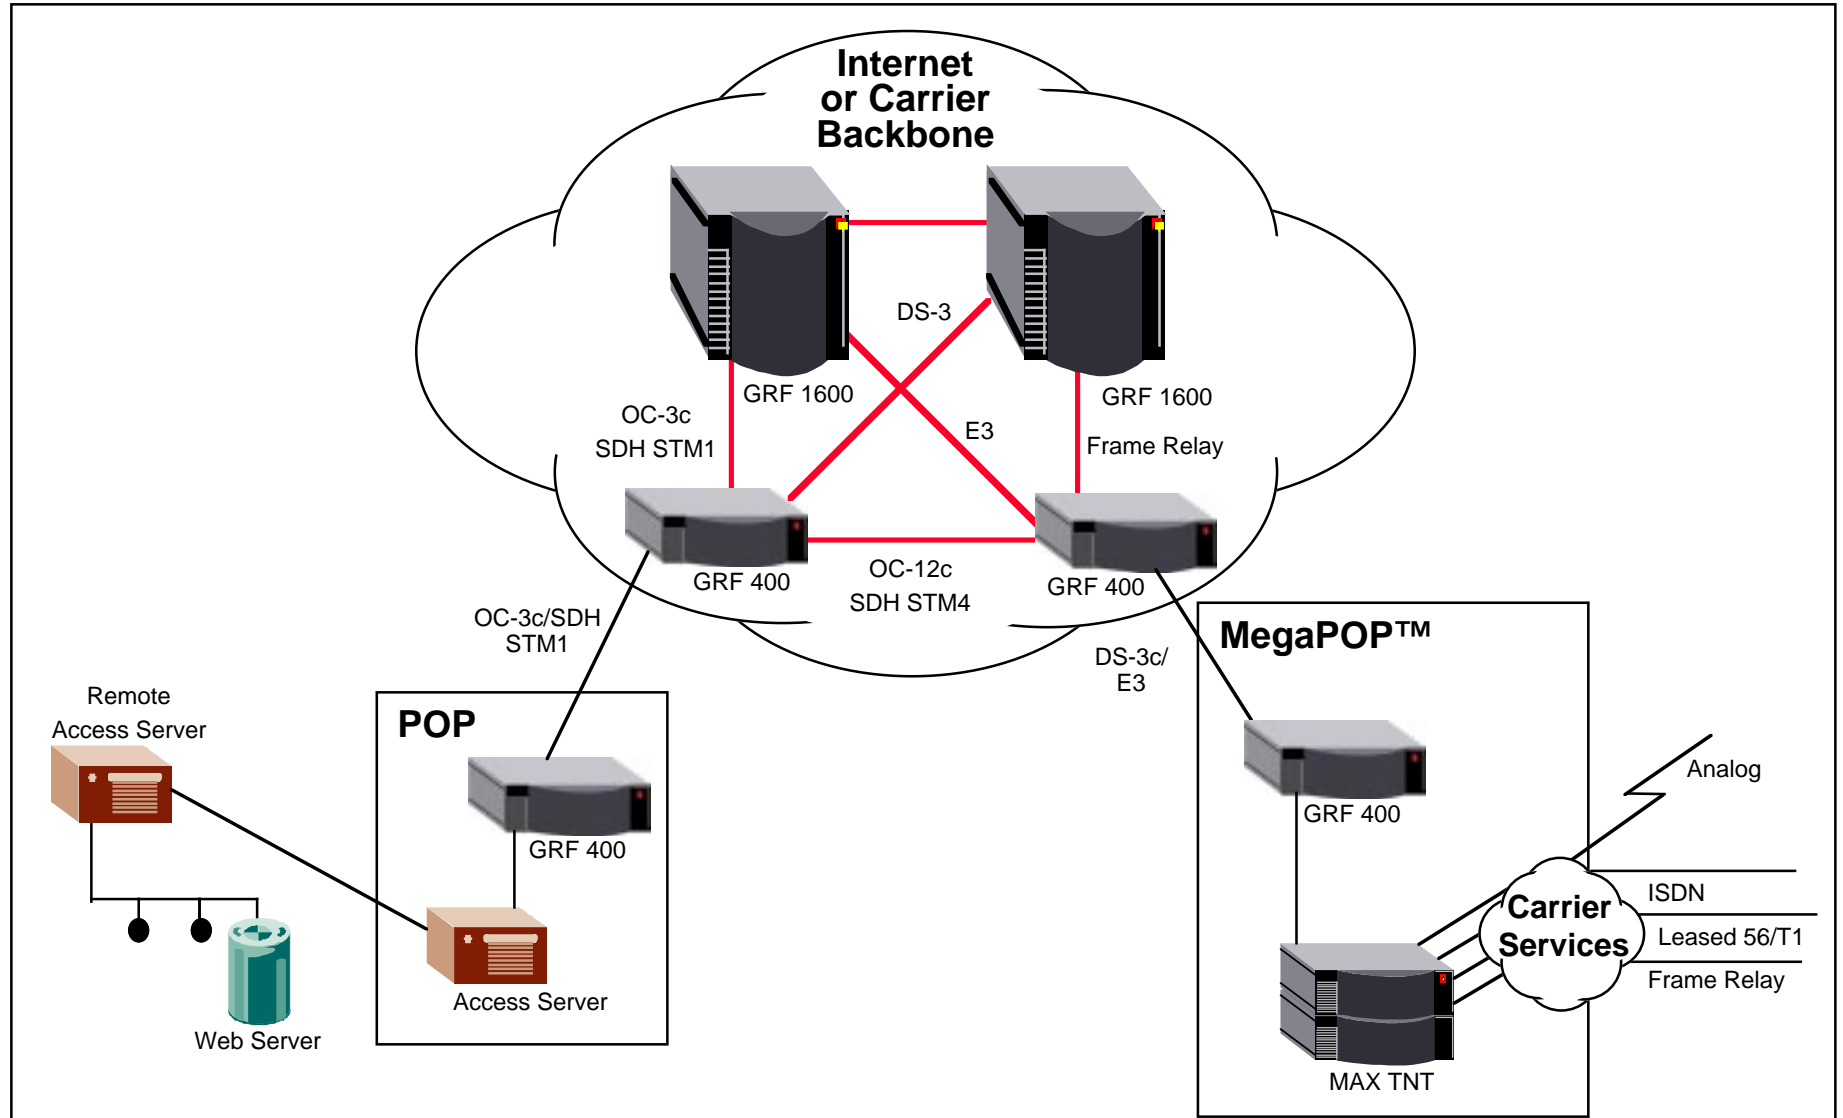 Internet
or Carrier
Backbone
DS-3
GRF 1600
GRF 1600
OC-3c
SDH STM1
E3
Frame Relay
GRF 400
OC-12c
SDH STM4
GRF 400
OC-3c/SDH
STM1
DS-3c/
E3
MegaPOP™
Remote
Access Server
POP
GRF 400
GRF 400
Analog
ISDN
Carrier
Services
Leased 56/T1
Frame Relay
Access Server
Web Server
MAX TNT